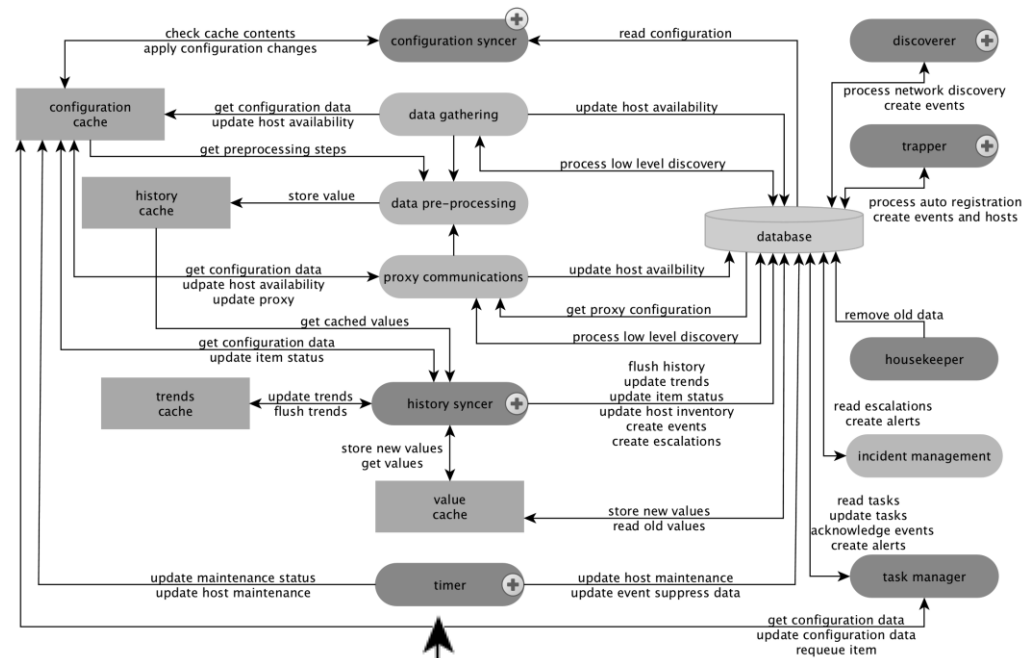 check cache contents
apply configuration changes
configuration syncer
read configuration
discoverer
process network discovery
create events
configuration
cache
get configuration data
update host availability
data gathering
update host availability
trapper
get preprocessing steps
process low level discovery
history
cache
store value
data pre-processing
process auto registration
create events and hosts
database
get configuration data
udpate host availability
update proxy
proxy communications
update host availbility
get proxy configuration
get cached values
process low level discovery
remove old data
get configuration data
update item status
housekeeper
trends
cache
update trends
flush trends
history syncer
flush history
update trends
update item status
update host inventory
create events
create escalations
read escalations
create alerts
store new values
get values
incident management
value
cache
store new values
read old values
read tasks
update tasks
acknowledge events
create alerts
update maintenance status
update host maintenance
timer
update host maintenance
update event suppress data
task manager
get configuration data
update configuration data
requeue item